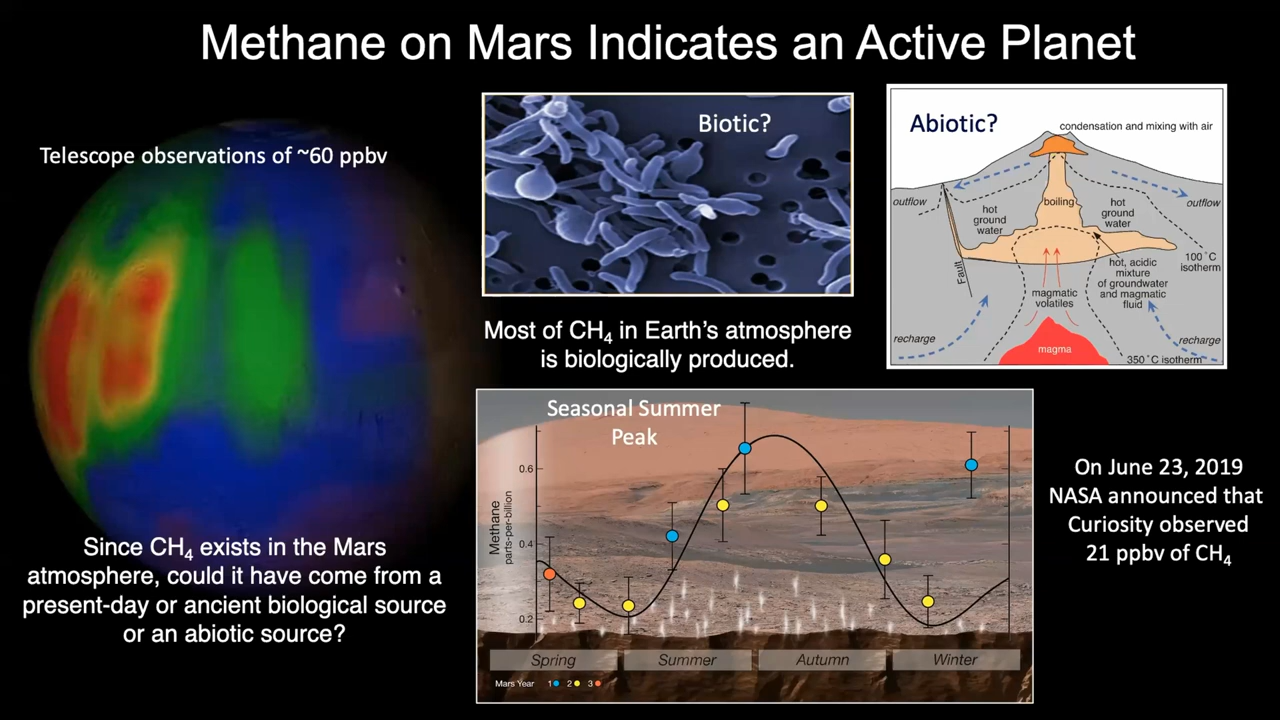 Methane on Mars Indicates an Active Planet
Telescope observations of ~60 ppbv
Since CH₄ exists in the Mars
atmosphere, could it have come from a
present-day or ancient biological source
or an abiotic source?
Biotic?
Most of CH₄ in Earth’s atmosphere
is biologically produced.
Abiotic?
condensation and mixing with air
outflow
hot
ground
water
boiling
hot
ground
water
outflow
100˚C
isotherm
Fault
hot, acidic
mixture
of groundwater
and magmatic
fluid
magmatic
volatiles
recharge
magma
recharge
350˚C isotherm
Seasonal Summer
Peak
Methane
parts-per-billion
0.6
0.4
0.2
Spring
Summer
Autumn
Winter
Mars Year 1 2 3
On June 23, 2019
NASA announced that
Curiosity observed
21 ppbv of CH₄